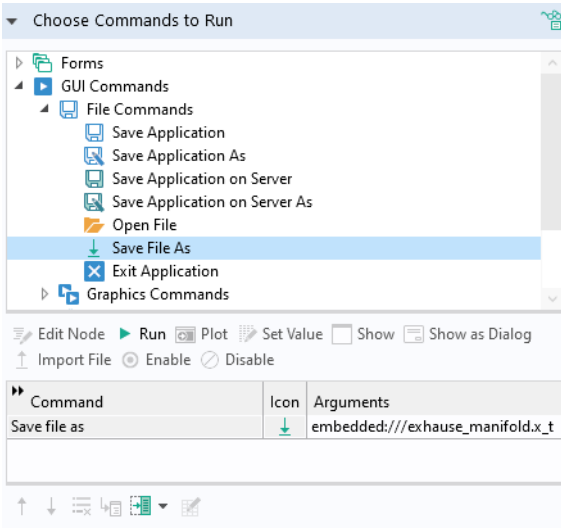 Choose Commands to Run
Forms
GUI Commands
File Commands
Save Application
Save Application As
Save Application on Server
Save Application on Server As
Open File
Save File As
Exit Application
Graphics Commands
Edit Node Run Plot Set Value Show Show as Dialog
Import File Enable Disable
Command Icon Arguments
Save file as embedded:///exhause_manifold.x_t